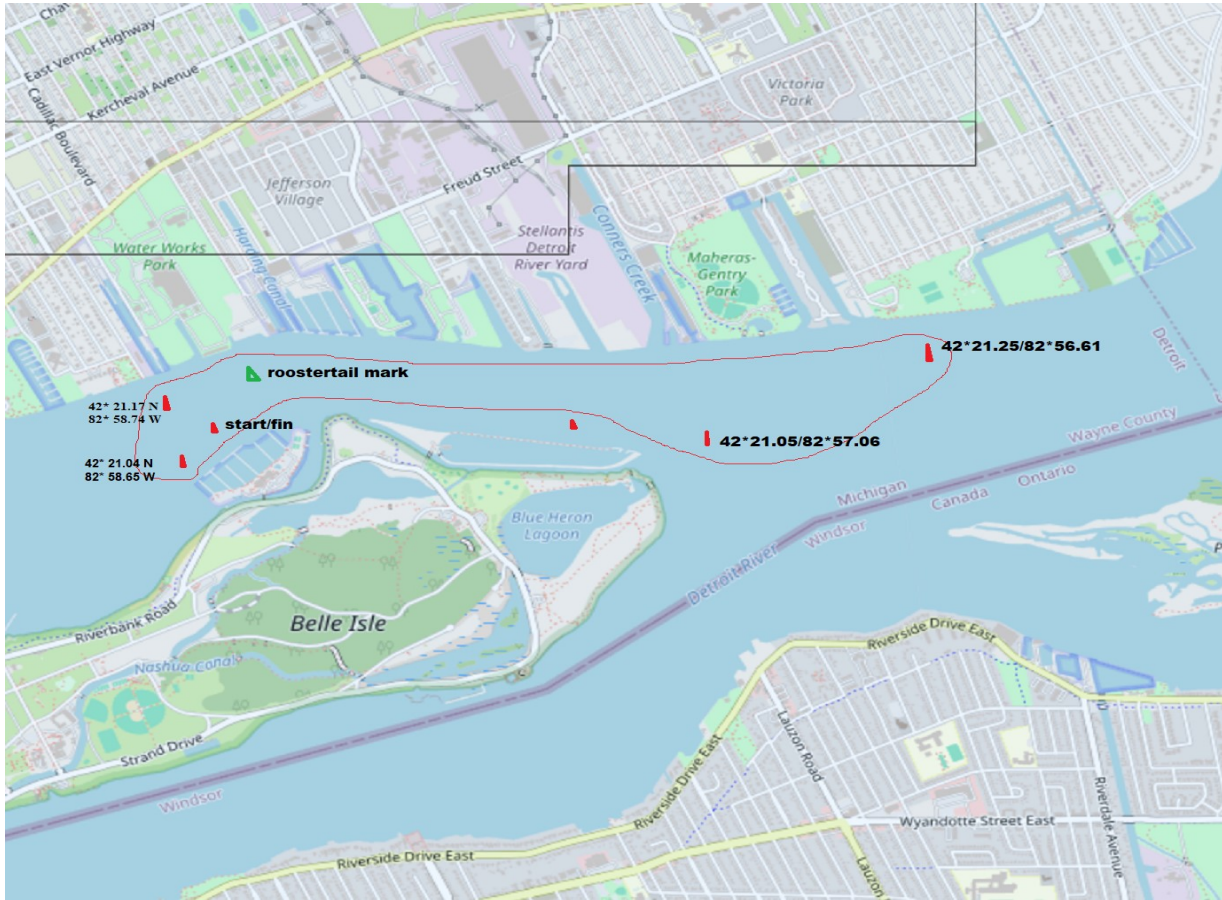 East Vernor Highway
Kercheval Avenue
Cadillac Boulevard
Victoria
Park
Freud Street
Jefferson
Village
Water Works
Park
Harding Canal
Stellantis
Detroit
River Yard
Conners Creek
Maheras-
Gentry
Park
Detroit
roostertail mark
42*21.25/82*56.61
42* 21.17 N
82* 58.74 W
start/fin
42*21.05/82*57.06
42* 21.04 N
82* 58.65 W
Wayne County
Michigan
Canada
Ontario
Windsor
Detroit River
Blue Heron
Lagoon
Belle Isle
Riverbank Road
Nashua Canal
Strand Drive
Windsor
Riverside Drive East
Lauzon Road
Riverside Drive East
Wyandotte Street East
Riverdale Avenue
Riverside Drive East
Lauzon